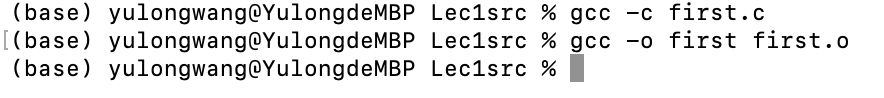 (base) yulongwang@YulongdeMBP Lec1src % gcc -c first.c
[(base) yulongwang@YulongdeMBP Lec1src % gcc -o first first.o
(base) yulongwang@YulongdeMBP Lec1src %